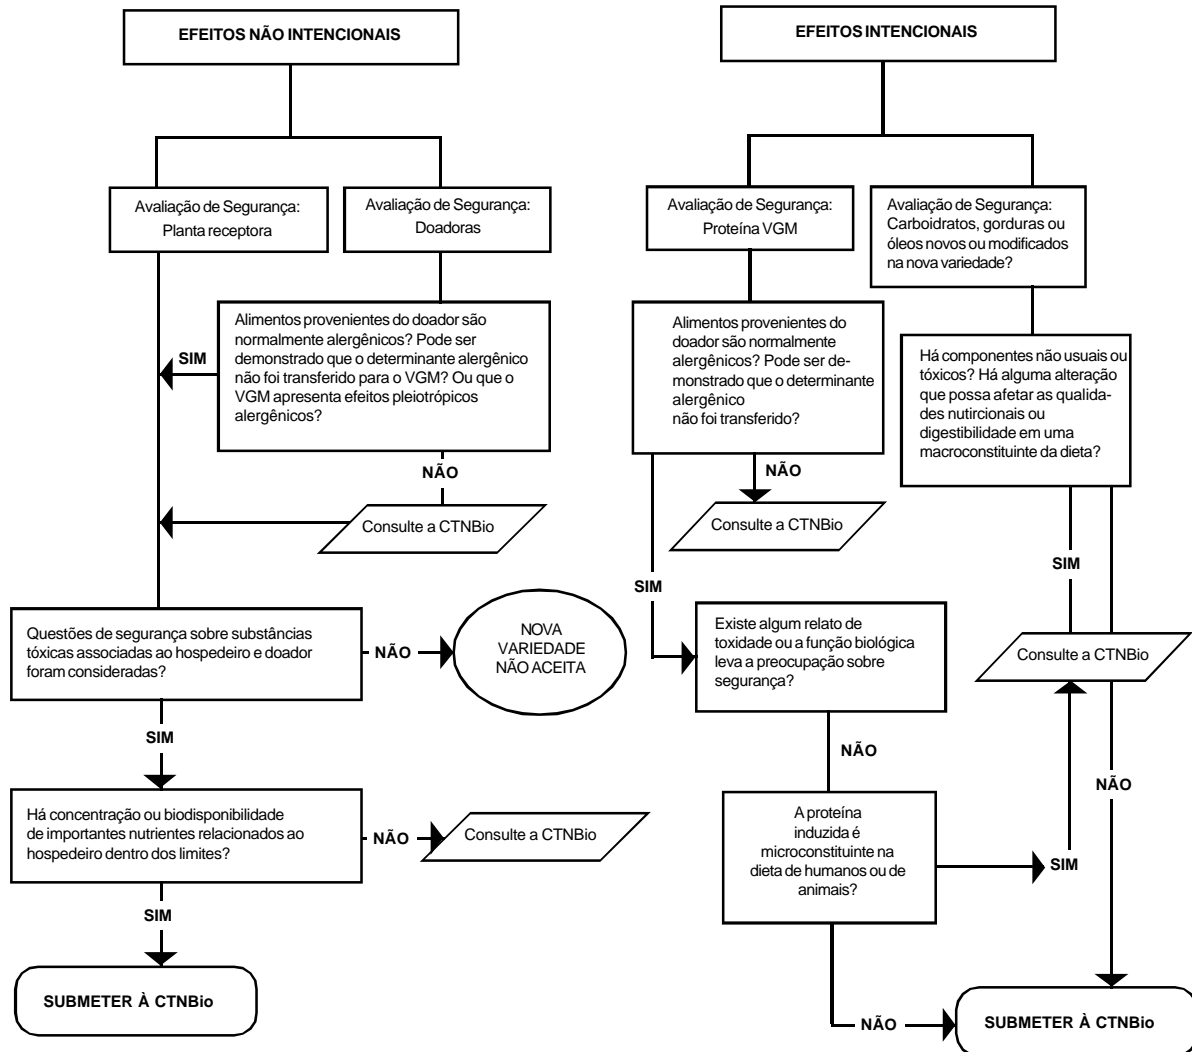 EFEITOS NÃO INTENCIONAIS
Avaliação de Segurança:
Planta receptora
Avaliação de Segurança:
Doadoras
Alimentos provenientes do doador são
normalmente alergênicos? Pode ser
demonstrado que o determinante alergênico
não foi transferido para o VGM? Ou que o
VGM apresenta efeitos pleiotrópicos
alergênicos?
SIM
NÃO
Consulte a CTNBio
Questões de segurança sobre substâncias
tóxicas associadas ao hospedeiro e doador
foram consideradas?
NÃO
NOVA
VARIEDADE
NÃO ACEITA
SIM
Há concentração ou biodisponibilidade
de importantes nutrientes relacionados ao
hospedeiro dentro dos limites?
NÃO
Consulte a CTNBio
SIM
SUBMETER À CTNBio
EFEITOS INTENCIONAIS
Avaliação de Segurança:
Proteína VGM
Avaliação de Segurança:
Carboidratos, gorduras ou
óleos novos ou modificados
na nova variedade?
Alimentos provenientes do
doador são normalmente
alergênicos? Pode ser de-
monstrado que o determinante
alergênico
não foi transferido?
Há componentes não usuais ou
tóxicos? Há alguma alteração
que possa afetar as qualida-
des nutircionais ou
digestibilidade em uma
macroconstituinte da dieta?
NÃO
Consulte a CTNBio
SIM
SIM
Existe algum relato de
toxidade ou a função biológica
leva a preocupação sobre
segurança?
Consulte a CTNBio
NÃO
NÃO
A proteína
induzida é
microconstituinte na
dieta de humanos ou de
animais?
SIM
NÃO
SUBMETER À CTNBio